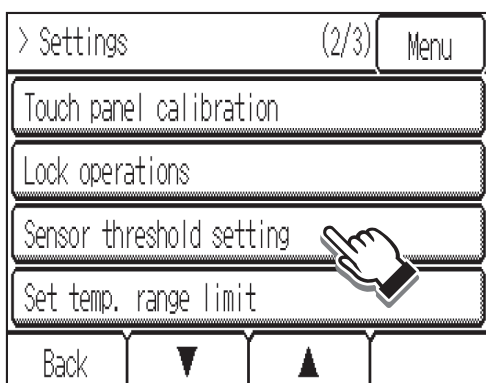 > Settings (2/3) Menu
Touch panel calibration
Lock operations
Sensor threshold setting
Set temp. range limit
Back ▼ ▲